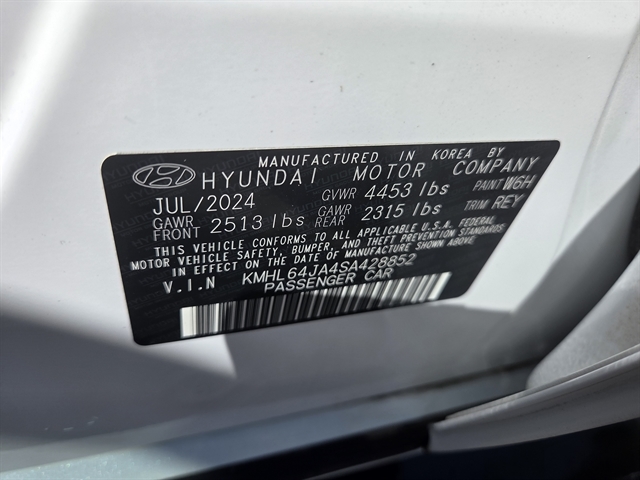 MANUFACTURED IN KOREA BY
HYUNDAI MOTOR COMPANY
JUL/2024 GVWR 4453 lbs PAINT W6H
GAWR FRONT 2513 lbs GAWR REAR 2315 lbs TRIM REY
THIS VEHICLE CONFORMS TO ALL APPLICABLE U.S.A. FEDERAL
MOTOR VEHICLE SAFETY, BUMPER, AND THEFT PREVENTION STANDARDS
IN EFFECT ON THE DATE OF MANUFACTURE SHOWN ABOVE.
V.I.N KMHL64JA4SA428852
PASSENGER CAR